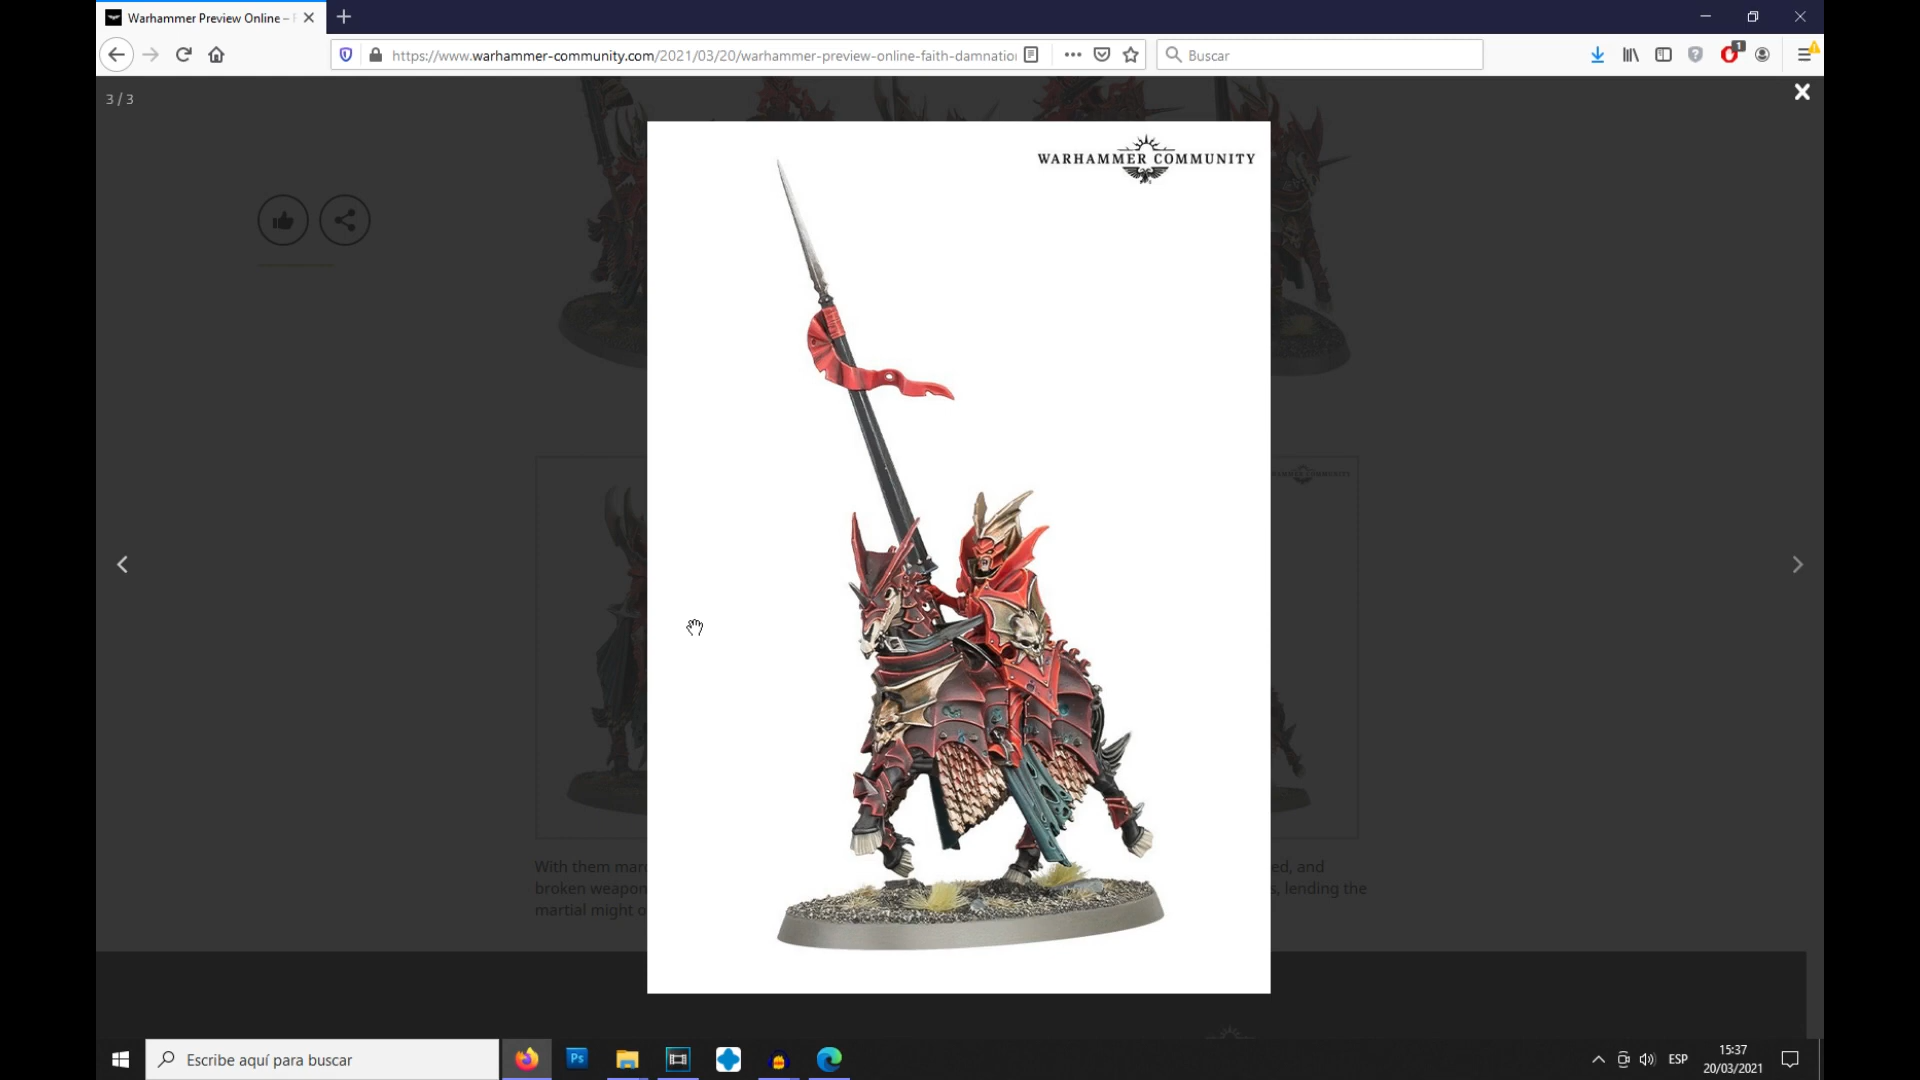 Warhammer Preview Online –
https://www.warhammer-community.com/2021/03/20/warhammer-preview-online-faith-damnatio
Buscar
1
3 / 3
WARHAMMER COMMUNITY
With them mar
ed, and
broken weapon
s, lending the
martial might o
Escribe aquí para buscar
Ps
ESP
15:37
20/03/2021